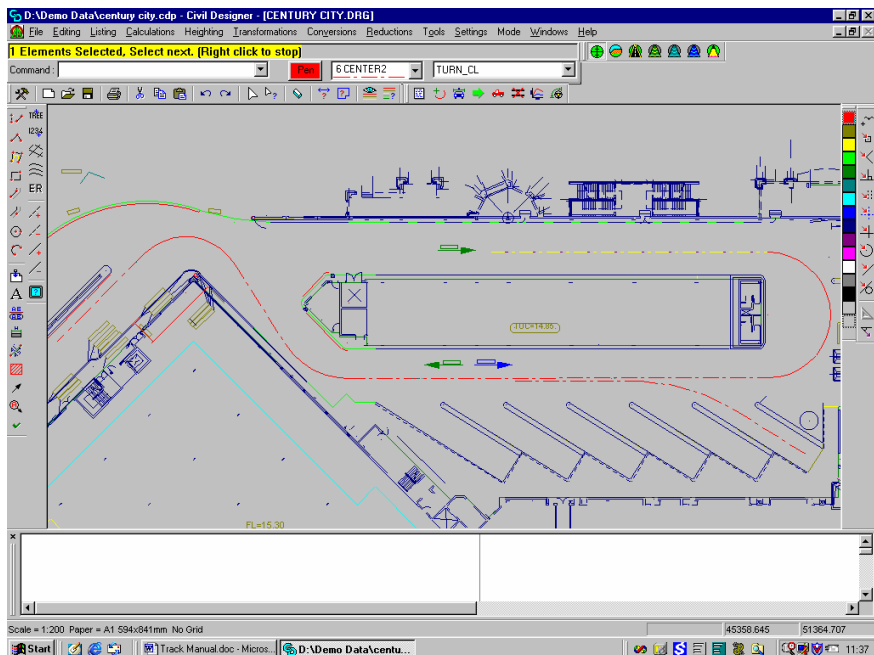 D:\Demo Data\century city.cdp - Civil Designer - [CENTURY CITY.DRG]
File Editing Listing Calculations Heighting Transformations Conversions Reductions Tools Settings Mode Windows Help
1 Elements Selected, Select next. (Right click to stop)
Command : Pen 6 CENTER2 TURN_CL
TREE
1234
ER
A
TOC=14.85
FL=15.30
Scale = 1:200 Paper = A1 594x841mm No Grid 45358.645 51364.707
Start Track Manual.doc - Micros... D:\Demo Data\centu... 11:37